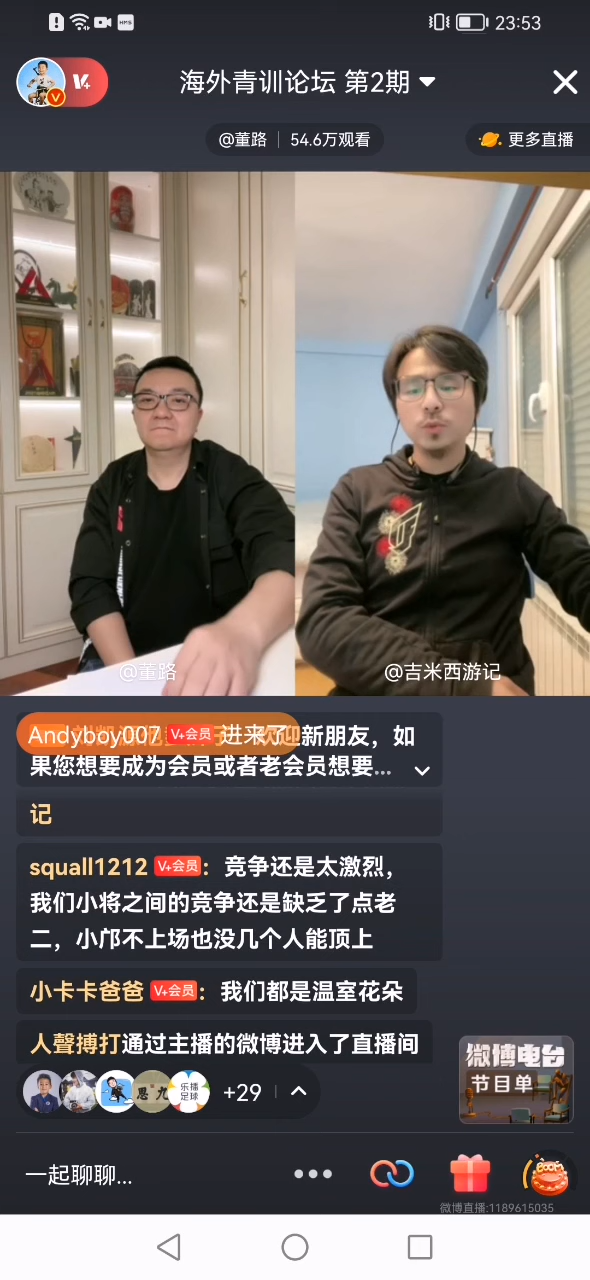 HMS
23:53
V+
海外青训论坛 第2期
@董路 54.6万观看
更多直播
@董路
@吉米西游记
Andyboy007 V+会员 进来了 迎新朋友，如
果您想要成为会员或者老会员想要...
记
squall1212 V+会员：竞争还是太激烈，
我们小将之间的竞争还是缺乏了点老
二，小邝不上场也没几个人能顶上
小卡卡爸爸 V+会员：我们都是温室花朵
人聲搏打通过主播的微博进入了直播间
微博电台
节目单
思九
乐播
足球
+29
一起聊聊...
微博直播:1189615035